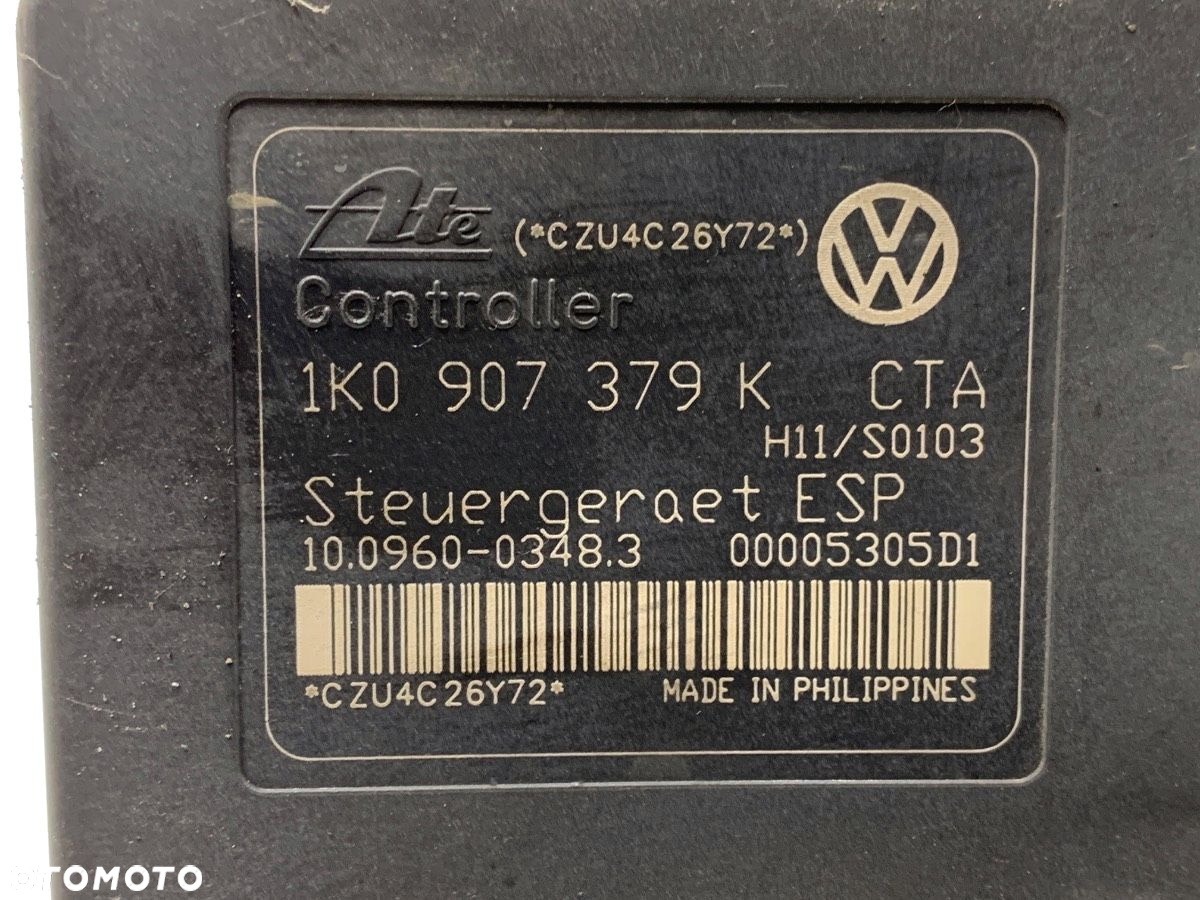 Ate (*CZU4C26Y72*)
Controller
1K0 907 379 K CTA
H11/S0103
Steuergeraet ESP
10.0960-0348.3 00005305D1
*CZU4C26Y72* MADE IN PHILIPPINES
OTOMOTO